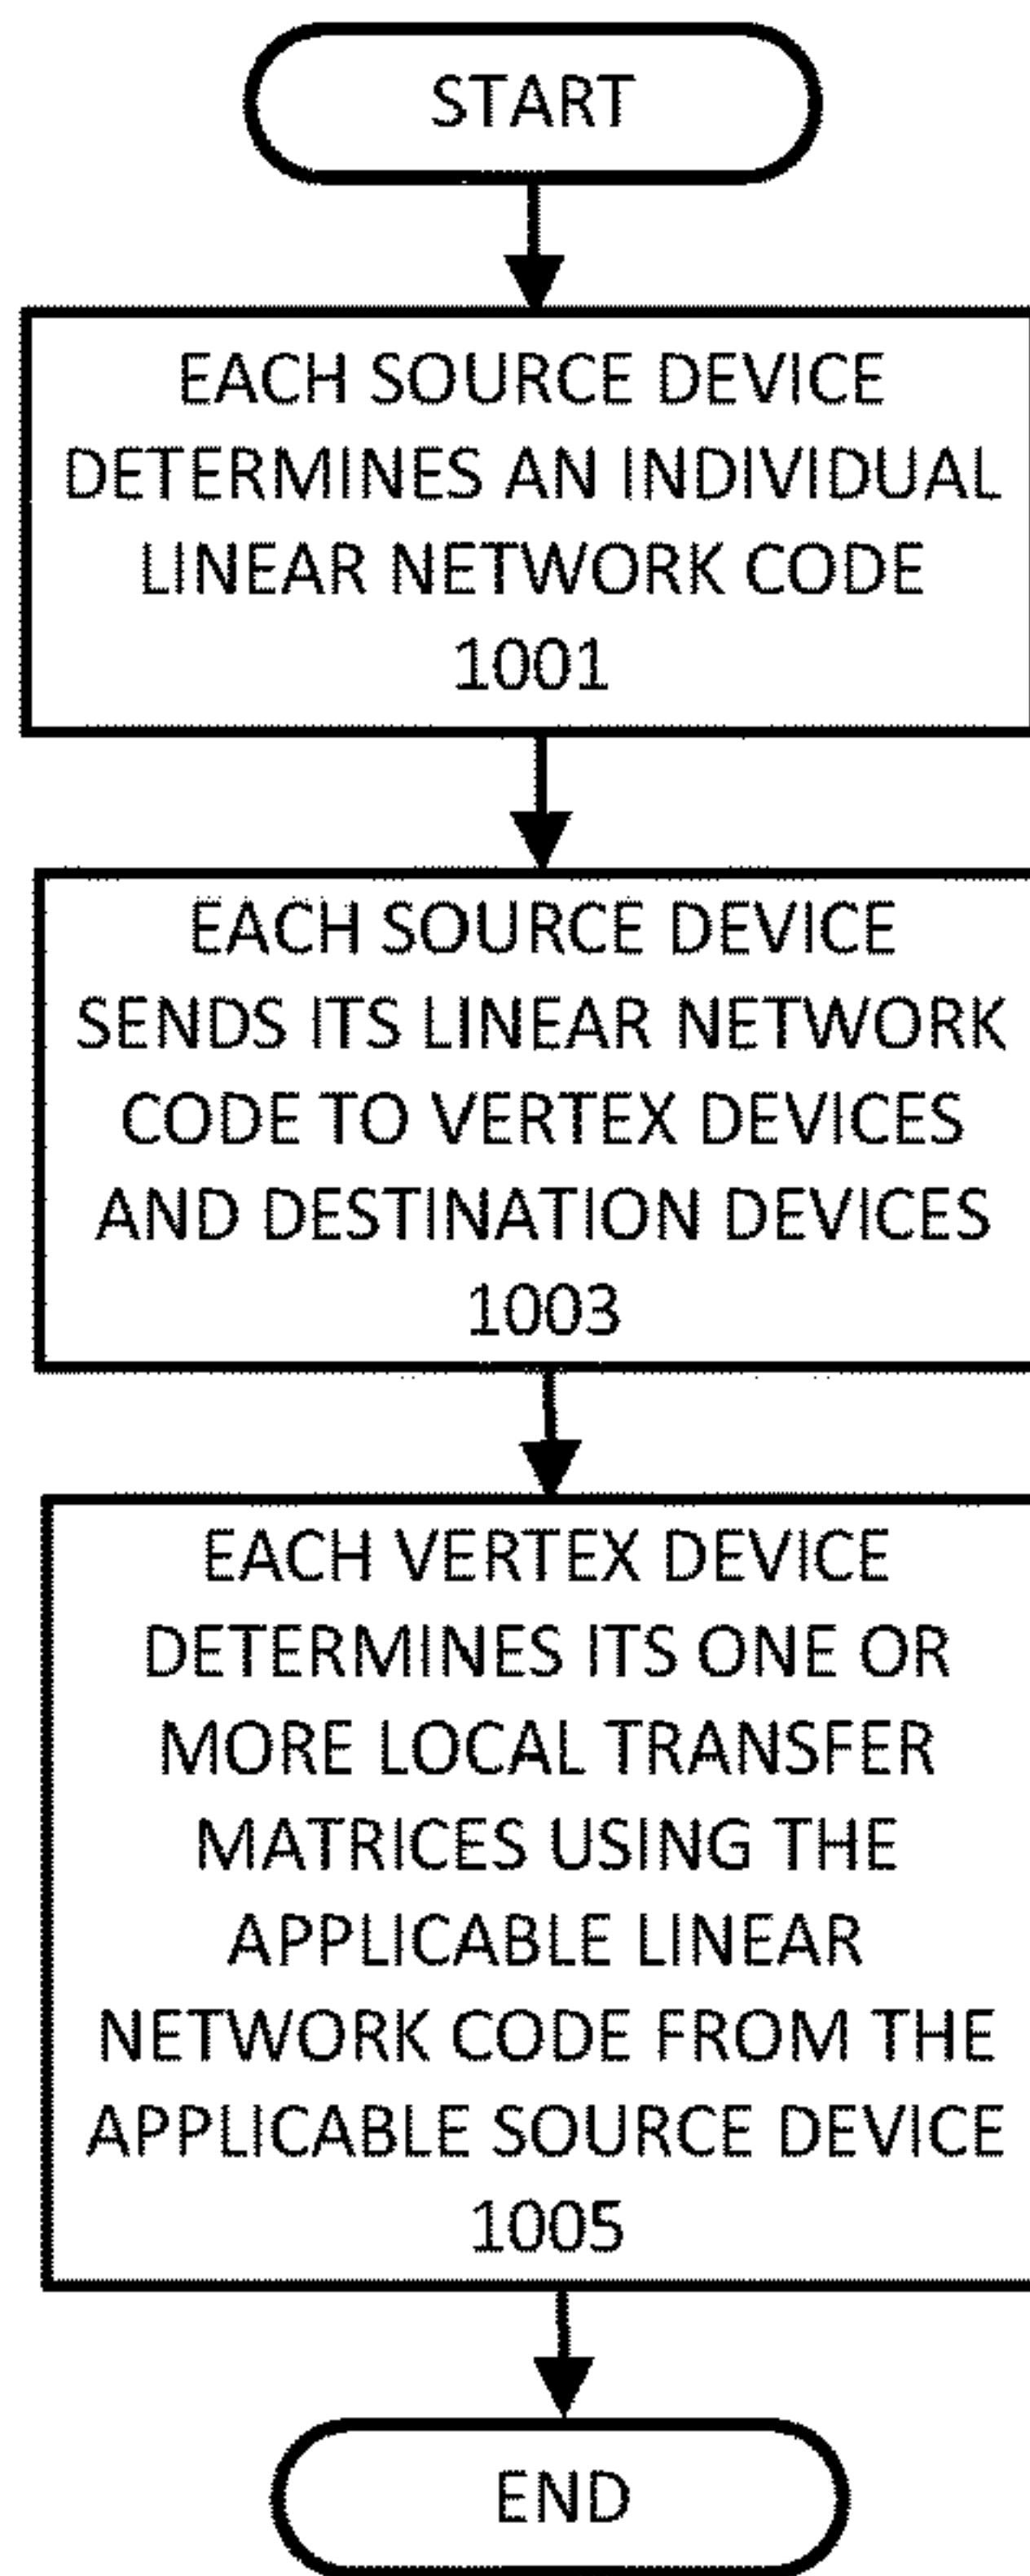 START
EACH SOURCE DEVICE
DETERMINES AN INDIVIDUAL
LINEAR NETWORK CODE
1001
EACH SOURCE DEVICE
SENDS ITS LINEAR NETWORK
CODE TO VERTEX DEVICES
AND DESTINATION DEVICES
1003
EACH VERTEX DEVICE
DETERMINES ITS ONE OR
MORE LOCAL TRANSFER
MATRICES USING THE
APPLICABLE LINEAR
NETWORK CODE FROM THE
APPLICABLE SOURCE DEVICE
1005
END